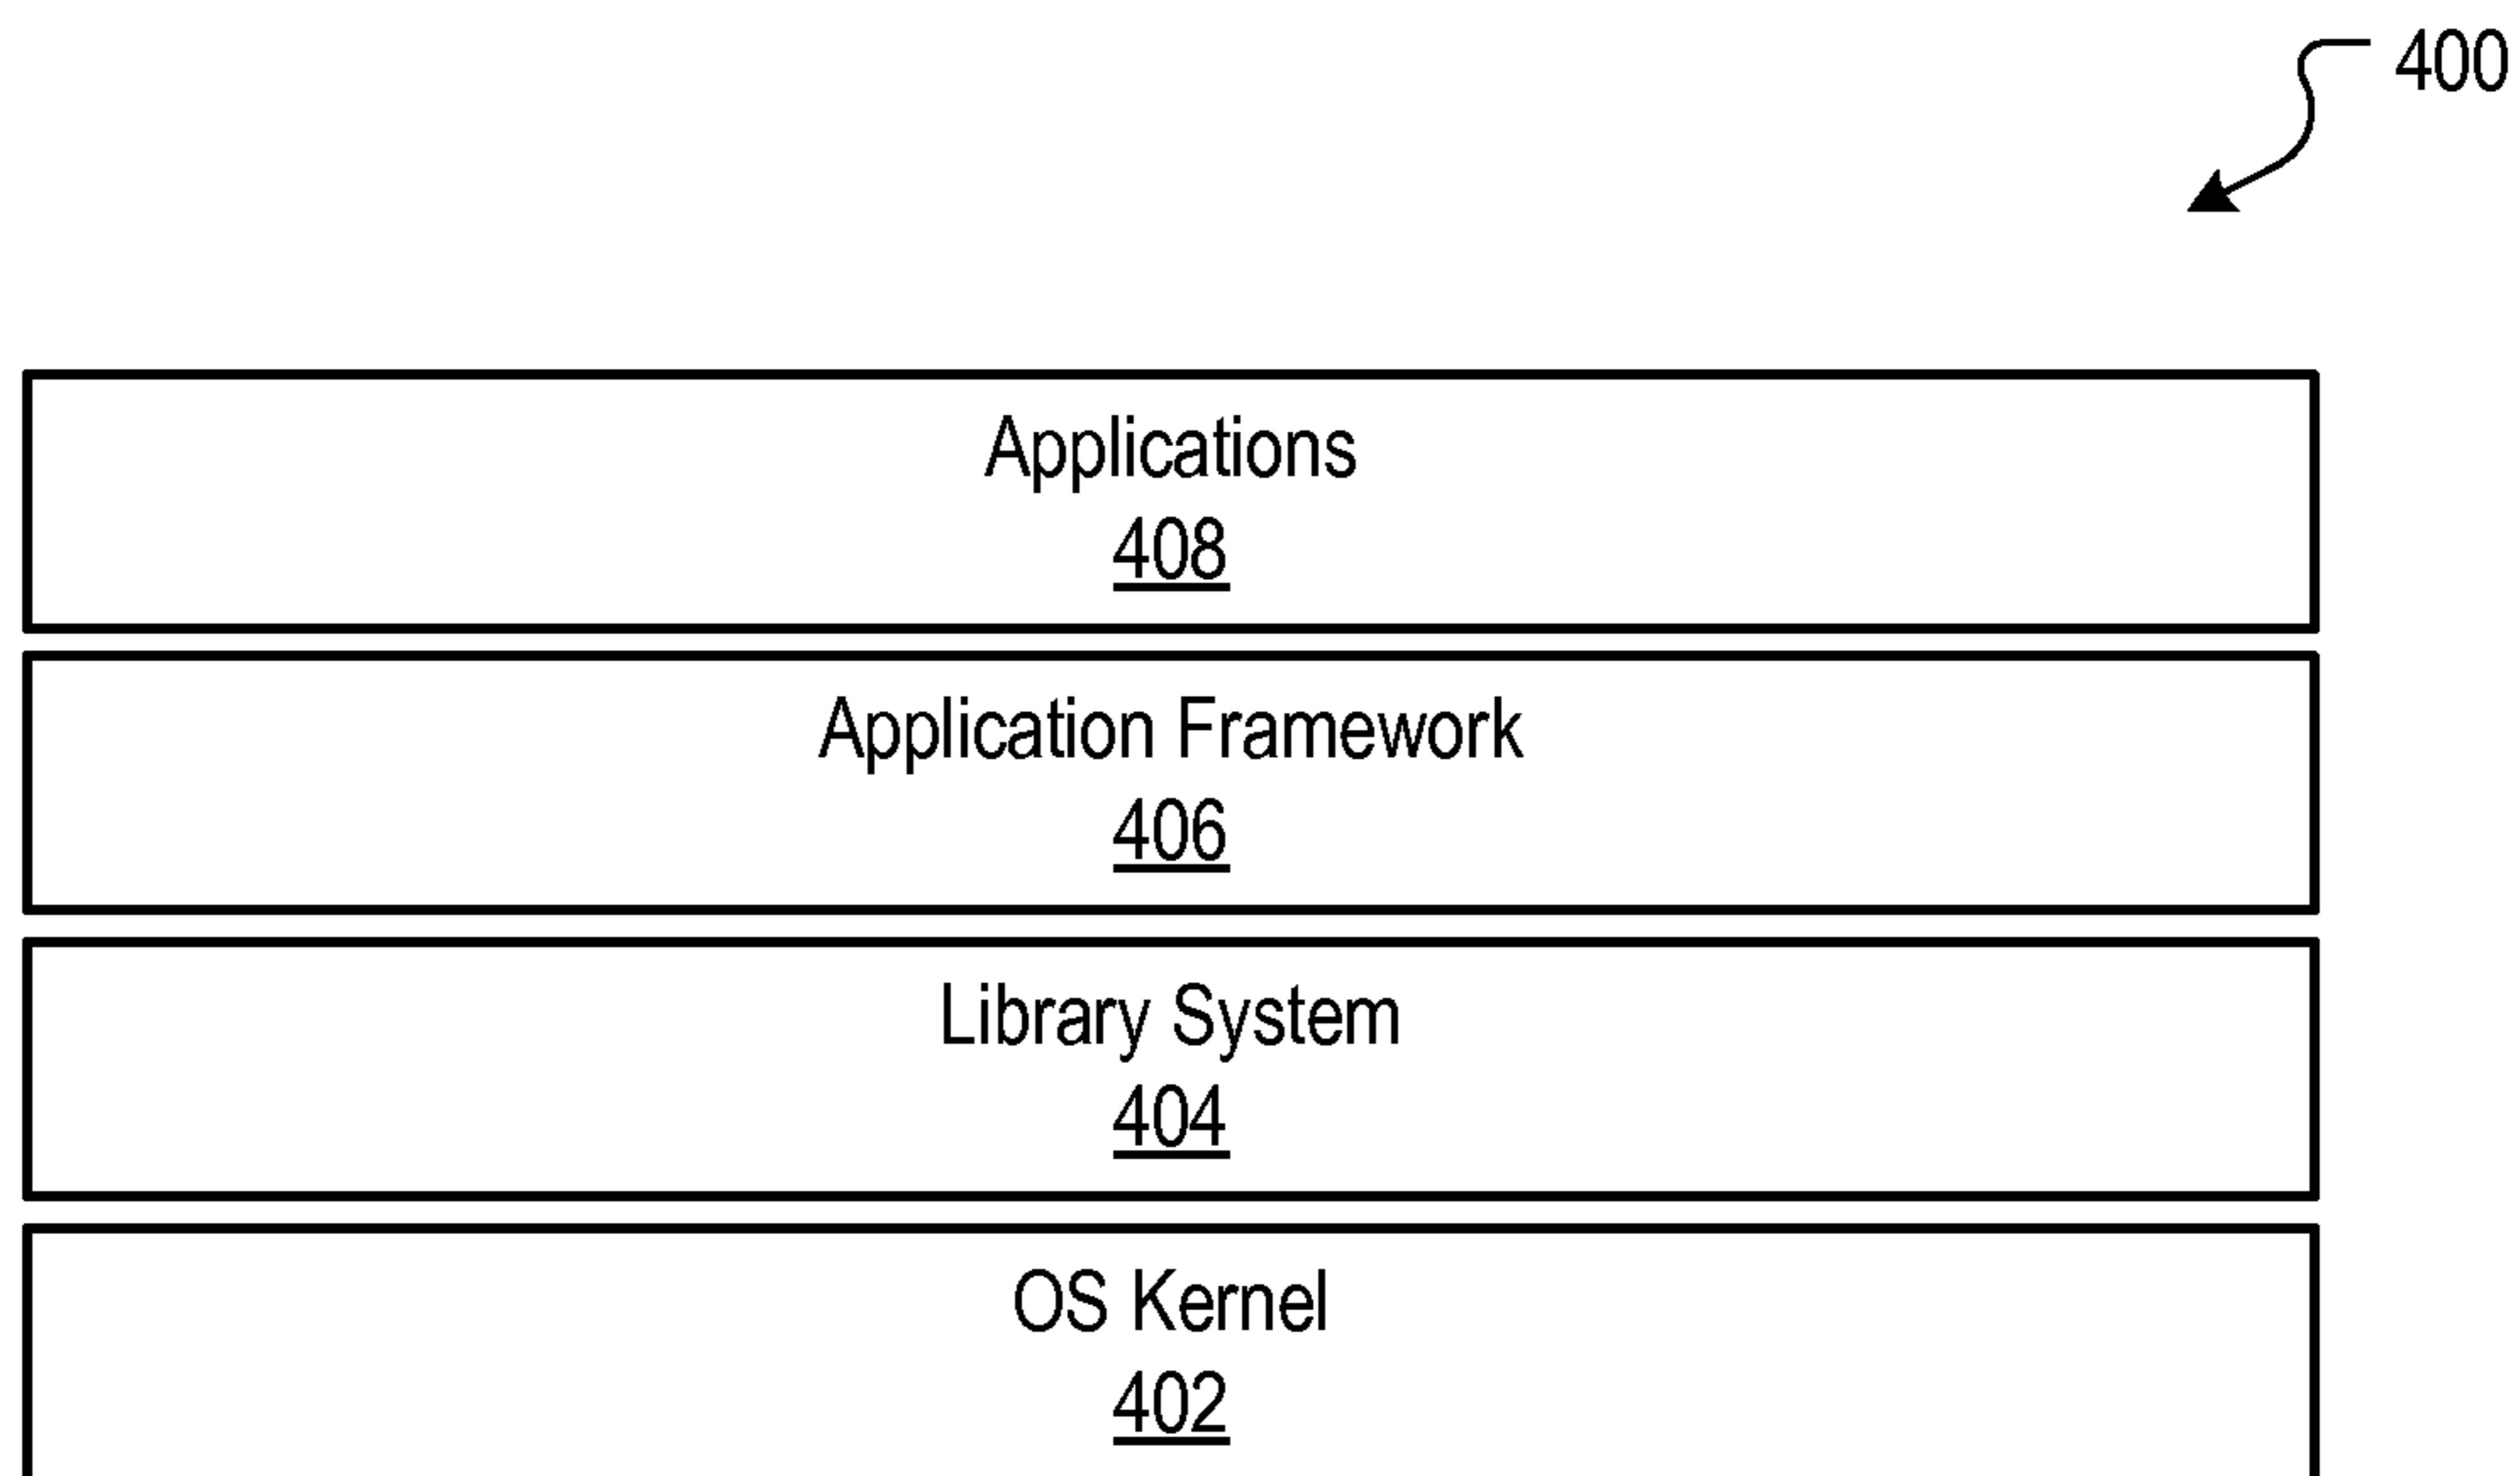 400
Applications
408
Application Framework
406
Library System
404
OS Kernel
402